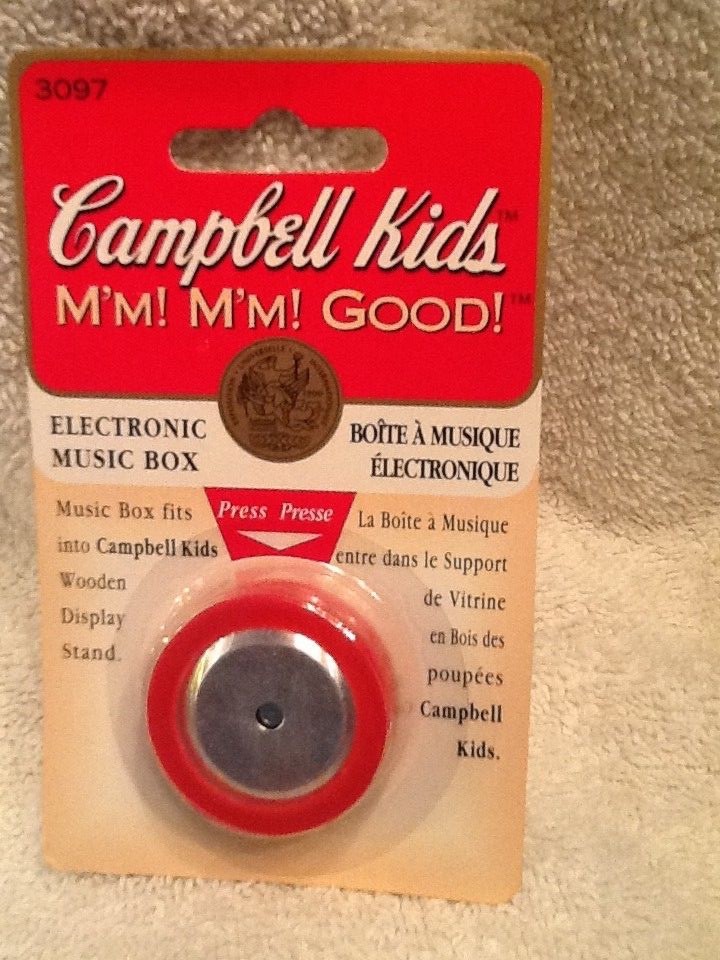 3097
Campbell Kids™
M'M! M'M! GOOD!™
ELECTRONIC
MUSIC BOX
BOÎTE À MUSIQUE
ÉLECTRONIQUE
Press Presse
Music Box fits
into Campbell Kids
Wooden
Display
Stand.
La Boîte à Musique
entre dans le Support
de Vitrine
en Bois des
poupées
Campbell
Kids.